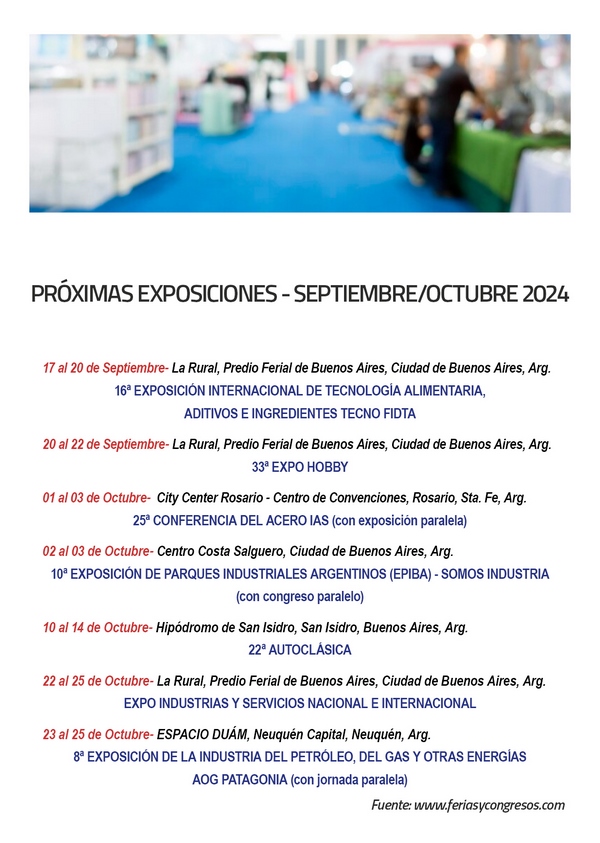 PRÓXIMAS EXPOSICIONES - SEPTIEMBRE/OCTUBRE 2024
17 al 20 de Septiembre- La Rural, Predio Ferial de Buenos Aires, Ciudad de Buenos Aires, Arg.
16ª EXPOSICIÓN INTERNACIONAL DE TECNOLOGÍA ALIMENTARIA,
ADITIVOS E INGREDIENTES TECNO FIDTA
20 al 22 de Septiembre- La Rural, Predio Ferial de Buenos Aires, Ciudad de Buenos Aires, Arg.
33ª EXPO HOBBY
01 al 03 de Octubre- City Center Rosario - Centro de Convenciones, Rosario, Sta. Fe, Arg.
25ª CONFERENCIA DEL ACERO IAS (con exposición paralela)
02 al 03 de Octubre- Centro Costa Salguero, Ciudad de Buenos Aires, Arg.
10ª EXPOSICIÓN DE PARQUES INDUSTRIALES ARGENTINOS (EPIBA) - SOMOS INDUSTRIA
(con congreso paralelo)
10 al 14 de Octubre- Hipódromo de San Isidro, San Isidro, Buenos Aires, Arg.
22ª AUTOCLÁSICA
22 al 25 de Octubre- La Rural, Predio Ferial de Buenos Aires, Ciudad de Buenos Aires, Arg.
EXPO INDUSTRIAS Y SERVICIOS NACIONAL E INTERNACIONAL
23 al 25 de Octubre- ESPACIO DUÁM, Neuquén Capital, Neuquén, Arg.
8ª EXPOSICIÓN DE LA INDUSTRIA DEL PETRÓLEO, DEL GAS Y OTRAS ENERGÍAS
AOG PATAGONIA (con jornada paralela)
Fuente: www.feriasycongresos.com